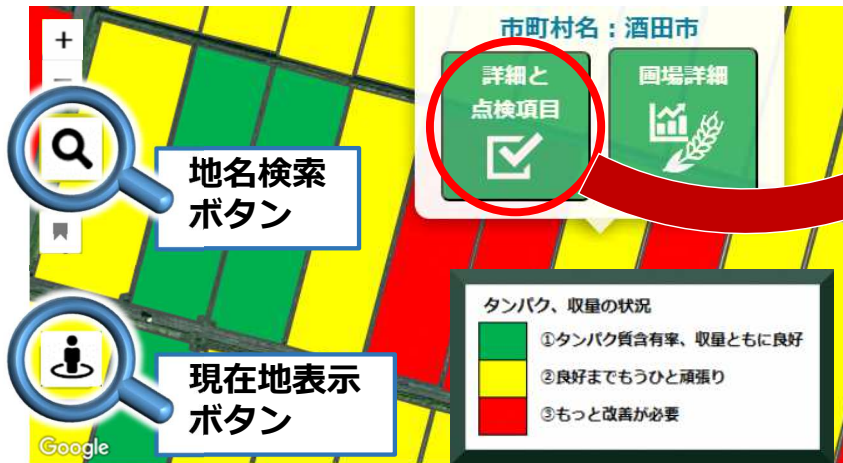 市町村名：酒田市
詳細と
点検項目
圃場詳細
+
地名検索
ボタン
タンパク、収量の状況
①タンパク質含有率、収量ともに良好
②良好までもうひと頑張り
③もっと改善が必要
現在地表示
ボタン
Google